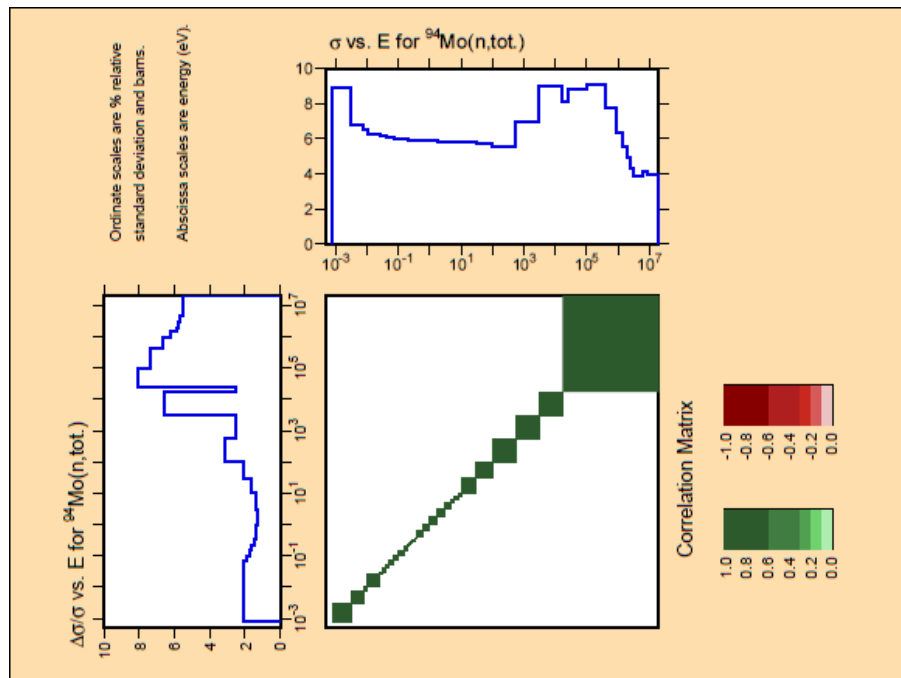 Ordinate scales are % relative
standard deviation and barns.
Abscissa scales are energy (eV).
σ vs. E for ⁹⁴Mo(n,tot.)
10
8
6
4
2
0
10⁻³ 10⁻¹ 10¹ 10³ 10⁵ 10⁷
Δσ/σ vs. E for ⁹⁴Mo(n,tot.)
10 8 6 4 2 0
10⁷
10⁵
10³
10¹
10⁻¹
10⁻³
Correlation Matrix
-1.0 -0.8 -0.6 -0.4 -0.2 0.0
1.0 0.8 0.6 0.4 0.2 0.0